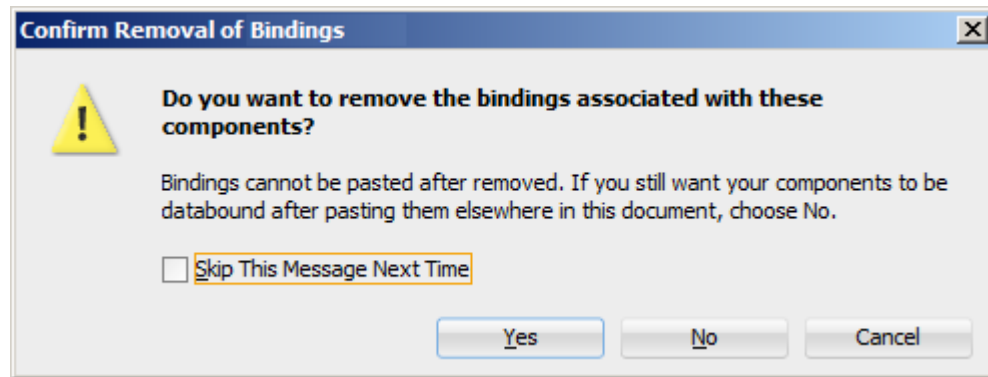 Confirm Removal of Bindings
Do you want to remove the bindings associated with these
components?
Bindings cannot be pasted after removed. If you still want your components to be
databound after pasting them elsewhere in this document, choose No.
Skip This Message Next Time
Yes No Cancel